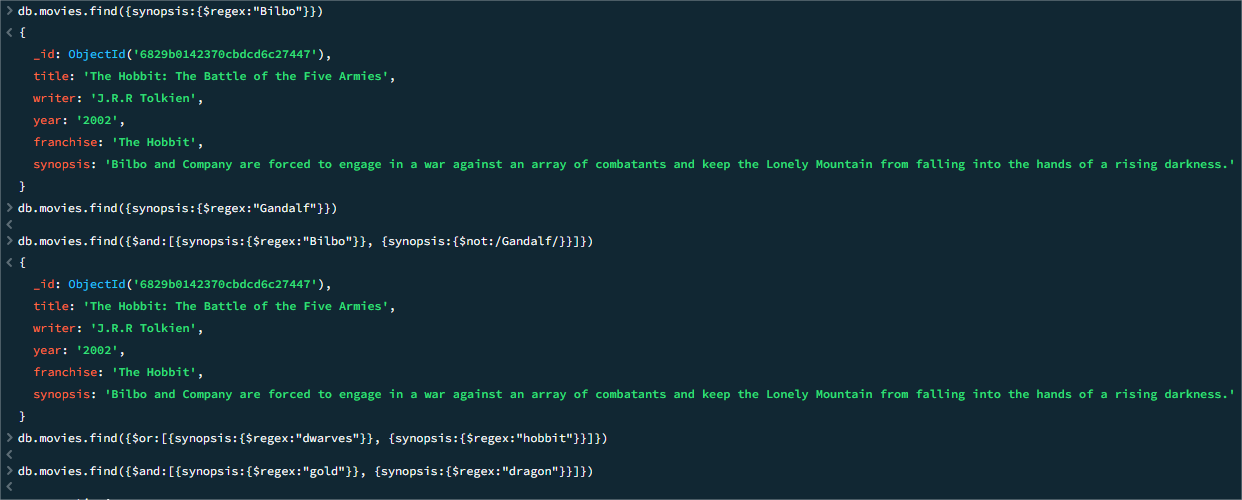 > db.movies.find({synopsis:{$regex:"Bilbo"}})
< {
_id: ObjectId('6829b0142370cbdcd6c27447'),
title: 'The Hobbit: The Battle of the Five Armies',
writer: 'J.R.R Tolkien',
year: '2002',
franchise: 'The Hobbit',
synopsis: 'Bilbo and Company are forced to engage in a war against an array of combatants and keep the Lonely Mountain from falling into the hands of a rising darkness.'
}
> db.movies.find({synopsis:{$regex:"Gandalf"}})
<
> db.movies.find({$and:[{synopsis:{$regex:"Bilbo"}}, {synopsis:{$not:/Gandalf/}}]})
< {
_id: ObjectId('6829b0142370cbdcd6c27447'),
title: 'The Hobbit: The Battle of the Five Armies',
writer: 'J.R.R Tolkien',
year: '2002',
franchise: 'The Hobbit',
synopsis: 'Bilbo and Company are forced to engage in a war against an array of combatants and keep the Lonely Mountain from falling into the hands of a rising darkness.'
}
> db.movies.find({$or:[{synopsis:{$regex:"dwarves"}}, {synopsis:{$regex:"hobbit"}}]})
<
> db.movies.find({$and:[{synopsis:{$regex:"gold"}}, {synopsis:{$regex:"dragon"}}]})
<